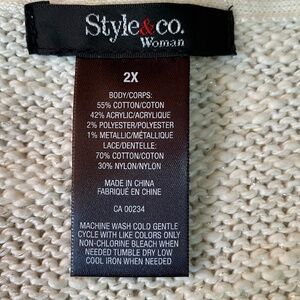 Style&co.
Woman
2X
BODY/CORPS:
55% COTTON/COTON
42% ACRYLIC/ACRYLIQUE
2% POLYESTER/POLYESTER
1% METALLIC/MÉTALLIQUE
LACE/DENTELLE:
70% COTTON/COTON
30% NYLON/NYLON
MADE IN CHINA
FABRIQUÉ EN CHINE
CA 00234
MACHINE WASH COLD GENTLE
CYCLE WITH LIKE COLORS ONLY
NON-CHLORINE BLEACH WHEN
NEEDED TUMBLE DRY LOW
COOL IRON WHEN NEEDED